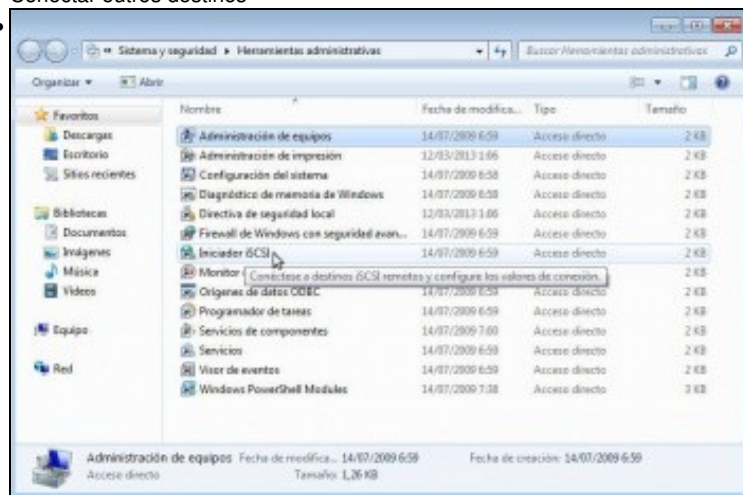 Conectar outros destinos
Sistema y seguridad ▸ Herramientas administrativas
Buscar Herramientas administrativas
Organizar ▾ Abrir
Favoritos
Descargas
Escritorio
Sitios recientes
Bibliotecas
Documentos
Imágenes
Música
Vídeos
Equipo
Red
Nombre Fecha de modifica... Tipo Tamaño
Administración de equipos 14/07/2009 6:59 Acceso directo 2 KB
Administración de impresión 12/03/2013 1:06 Acceso directo 2 KB
Configuración del sistema 14/07/2009 6:58 Acceso directo 2 KB
Diagnóstico de memoria de Windows 14/07/2009 6:58 Acceso directo 2 KB
Directiva de seguridad local 12/03/2013 1:06 Acceso directo 2 KB
Firewall de Windows con seguridad avan... 14/07/2009 6:59 Acceso directo 2 KB
Iniciador iSCSI 14/07/2009 6:59 Acceso directo 2 KB
Monitor 2 KB
Conéctese a destinos iSCSI remotos y configure los valores de conexión.
Orígenes de datos ODBC 14/07/2009 6:59 Acceso directo 2 KB
Programador de tareas 14/07/2009 6:59 Acceso directo 2 KB
Servicios de componentes 14/07/2009 7:00 Acceso directo 2 KB
Servicios 14/07/2009 6:59 Acceso directo 2 KB
Visor de eventos 14/07/2009 6:59 Acceso directo 2 KB
Windows PowerShell Modules 14/07/2009 7:38 Acceso directo 3 KB
Administración de equipos Fecha de modifica... 14/07/2009 6:59 Fecha de creación: 14/07/2009 6:59
Acceso directo Tamaño: 1,26 KB